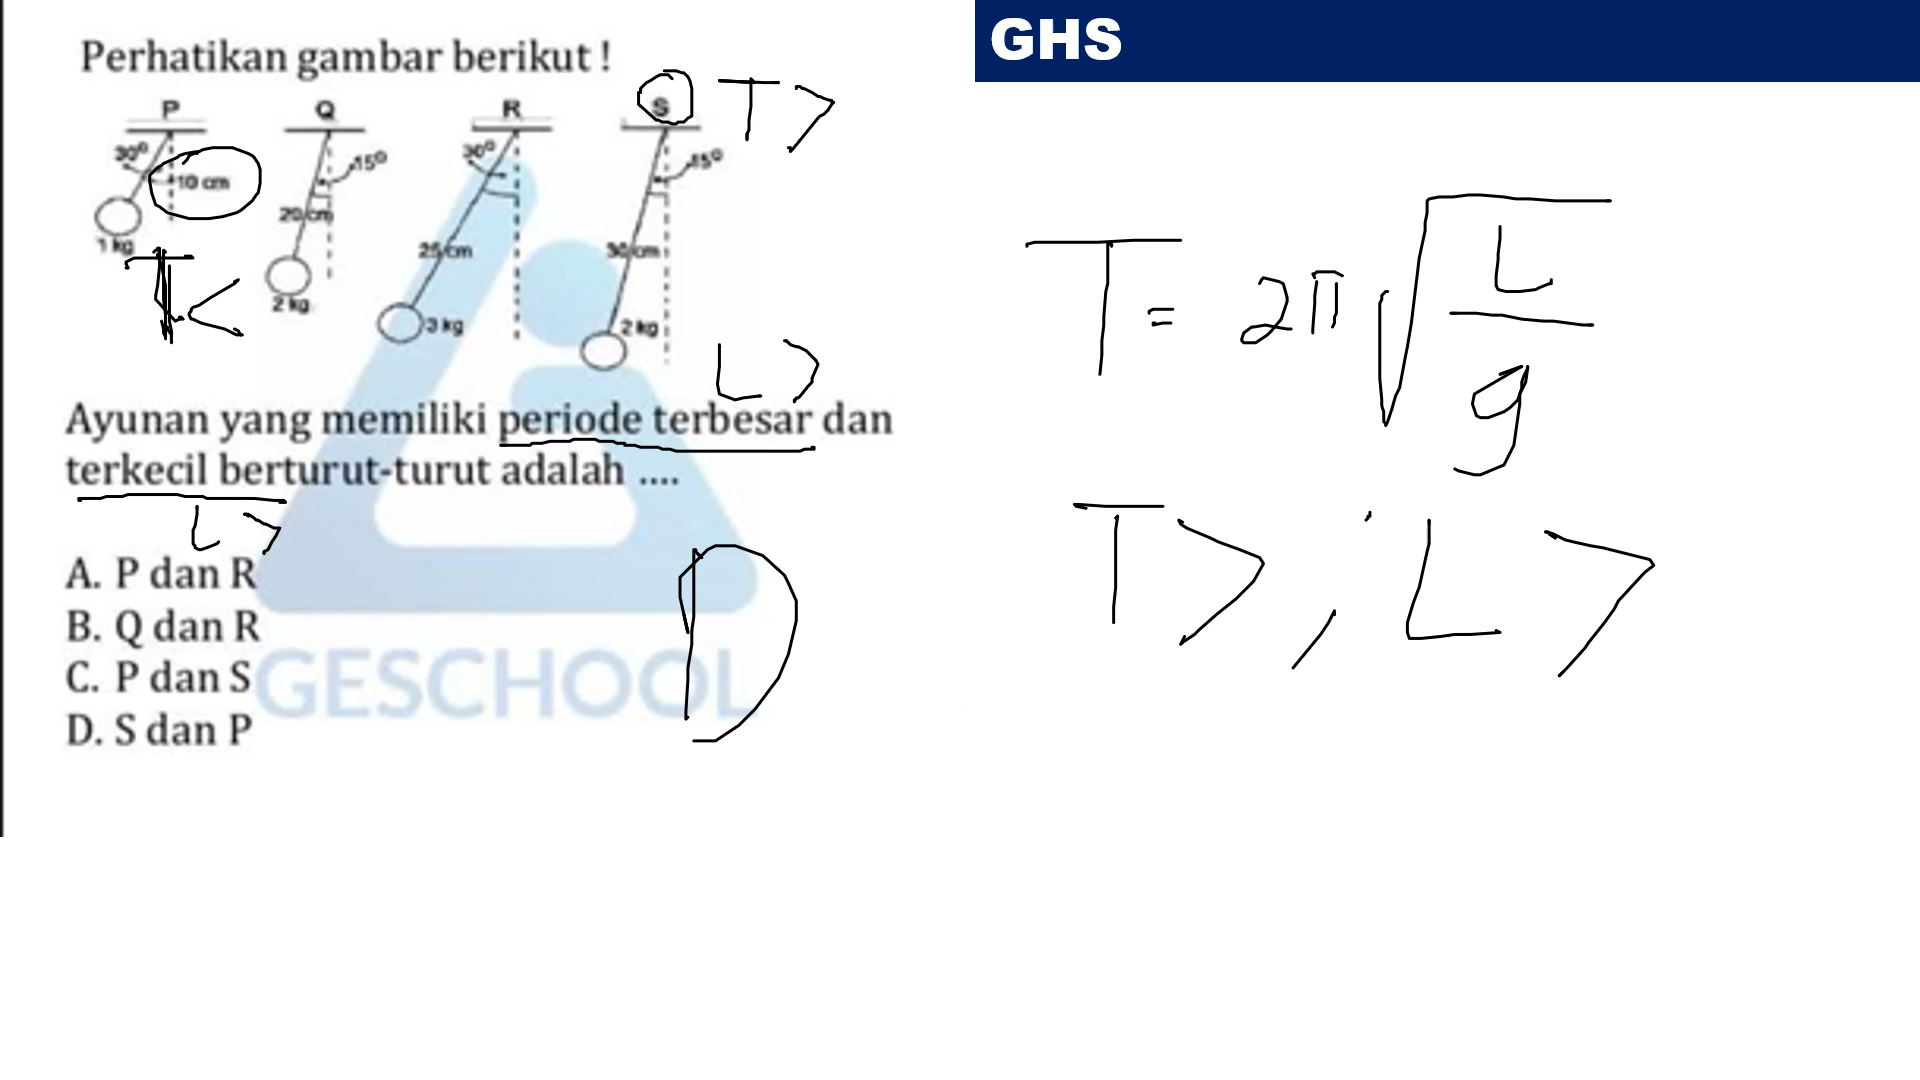 GHS
Perhatikan gambar berikut !
P Q R S T >
30° 15° 30° 15°
10 cm
20 cm
25 cm 30 cm
1 kg
T <
2 kg 3 kg 2 kg
L >
Ayunan yang memiliki periode terbesar dan
terkecil berturut-turut adalah ....
L >
A. P dan R
B. Q dan R
C. P dan S
D. S dan P
D
GESCHOOL
T = 2π√(L/g)
T > , L >